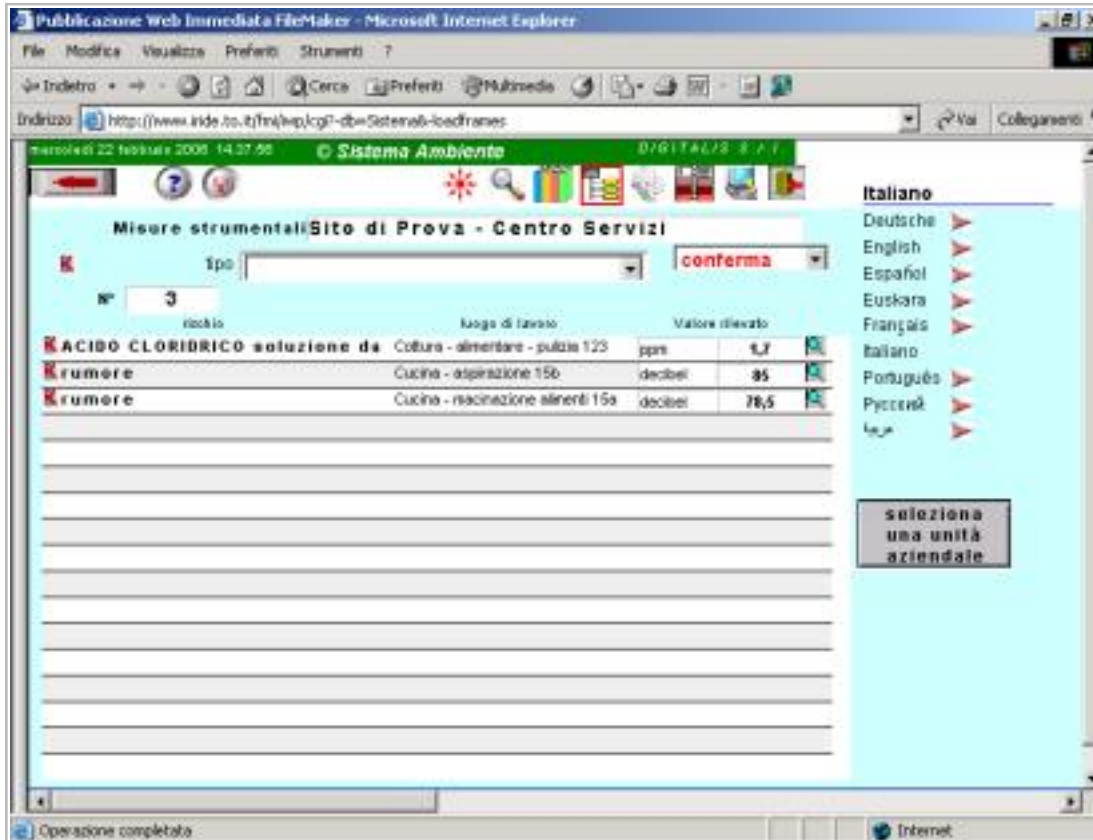 Pubblicazione Web Immediata FileMaker - Microsoft Internet Explorer
File Modifica Visualizza Preferiti Strumenti ?
Indietro Cerca Preferiti Multimedia
Indirizzo http://www.iride.to.it/fmi/iwp/cgi?-db=Sistema&-loadframes Vai Collegamenti
mercoledì 22 febbraio 2006 14.37.56 © Sistema Ambiente DIGITALIS s r l
Italiano
Misure strumentali Sito di Prova - Centro Servizi
K tipo conferma
N° 3
rischio luogo di lavoro Valore rilevato
K ACIDO CLORIDRICO soluzione da Cottura - alimentare - pulizia 123 ppm 1,7
K rumore Cucina - aspirazione 15b decibel 85
K rumore Cucina - macinazione alimenti 15a decibel 78,5
Deutsche
English
Español
Euskara
Français
Italiano
Português
Русский
seleziona
una unità
aziendale
Operazione completata Internet